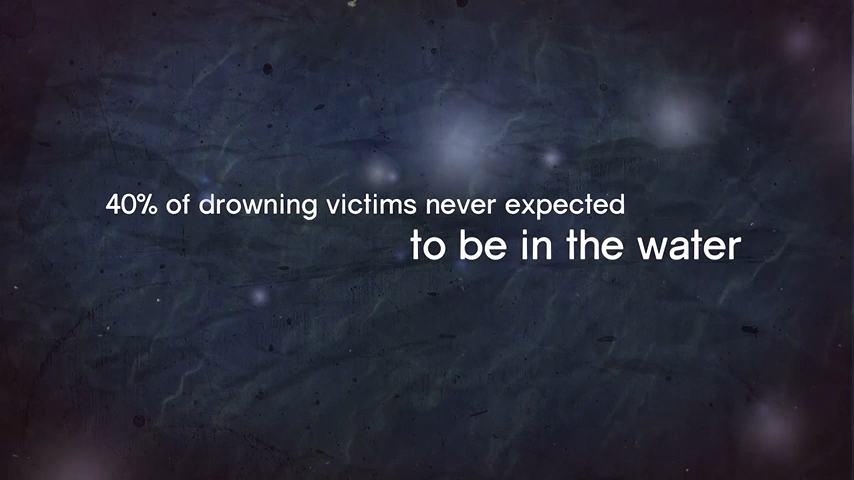 40% of drowning victims never expected
to be in the water